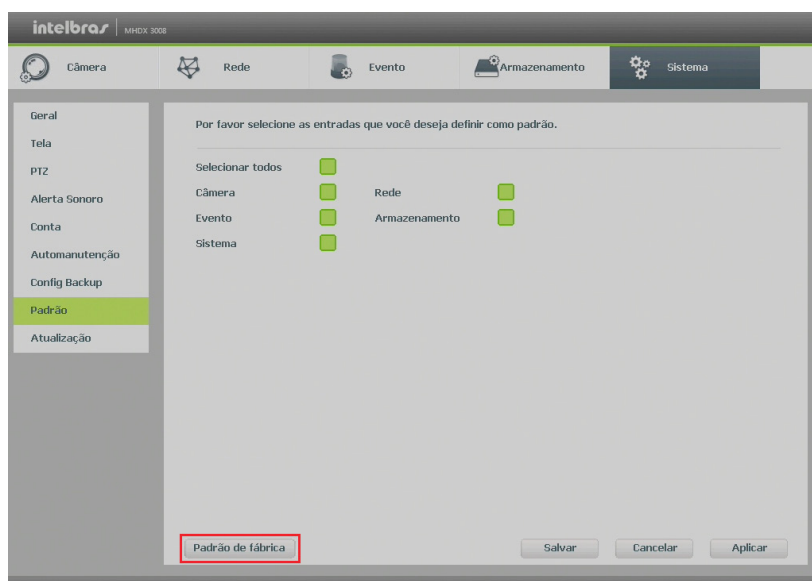 intelbras MHDX 3008
Câmera Rede Evento Armazenamento Sistema
Geral
Tela
PTZ
Alerta Sonoro
Conta
Automanutenção
Config Backup
Padrão
Atualização
Por favor selecione as entradas que você deseja definir como padrão.
Selecionar todos
Câmera Rede
Evento Armazenamento
Sistema
Padrão de fábrica Salvar Cancelar Aplicar